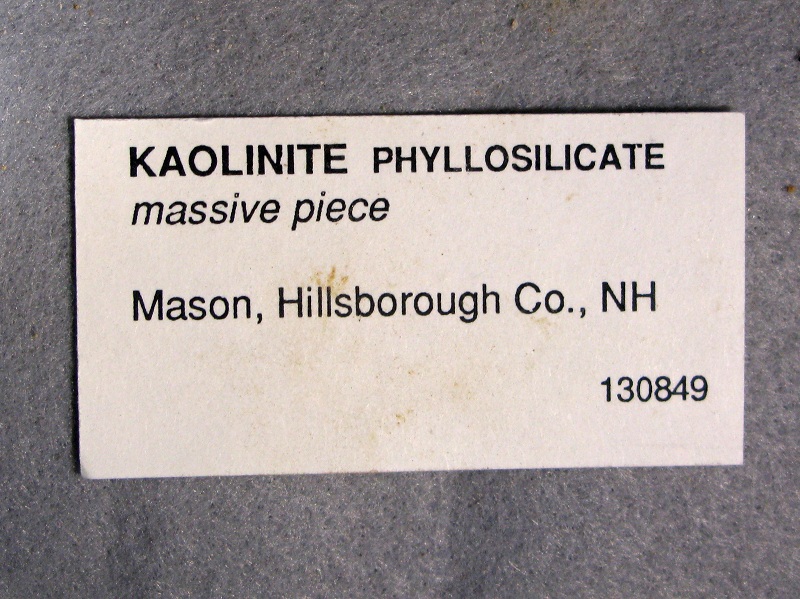 KAOLINITE PHYLLOSILICATE
massive piece
Mason, Hillsborough Co., NH
130849